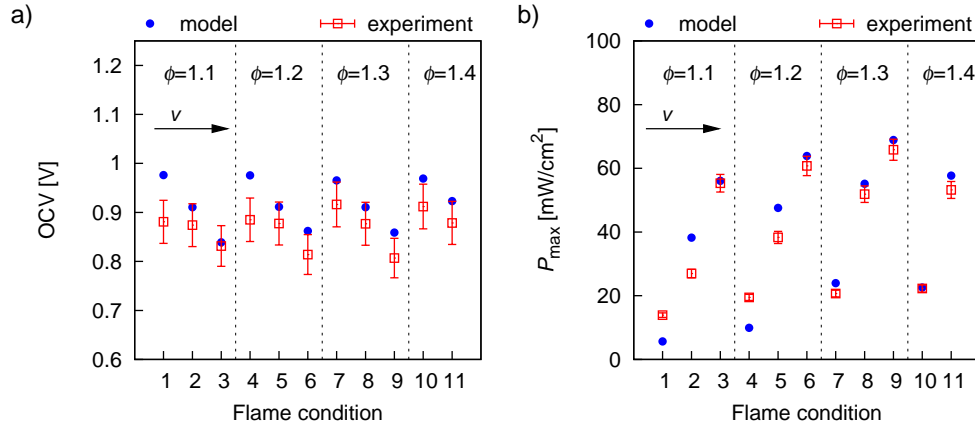 a)
model
experiment
1.2
1.1
1
0.9
0.8
0.7
0.6
OCV [V]
ϕ=1.1
ϕ=1.2
ϕ=1.3
ϕ=1.4
v
1 2 3 4 5 6 7 8 9 10 11
Flame condition
b)
model
experiment
100
80
60
40
20
0
Pmax [mW/cm²]
ϕ=1.1
ϕ=1.2
ϕ=1.3
ϕ=1.4
v
1 2 3 4 5 6 7 8 9 10 11
Flame condition